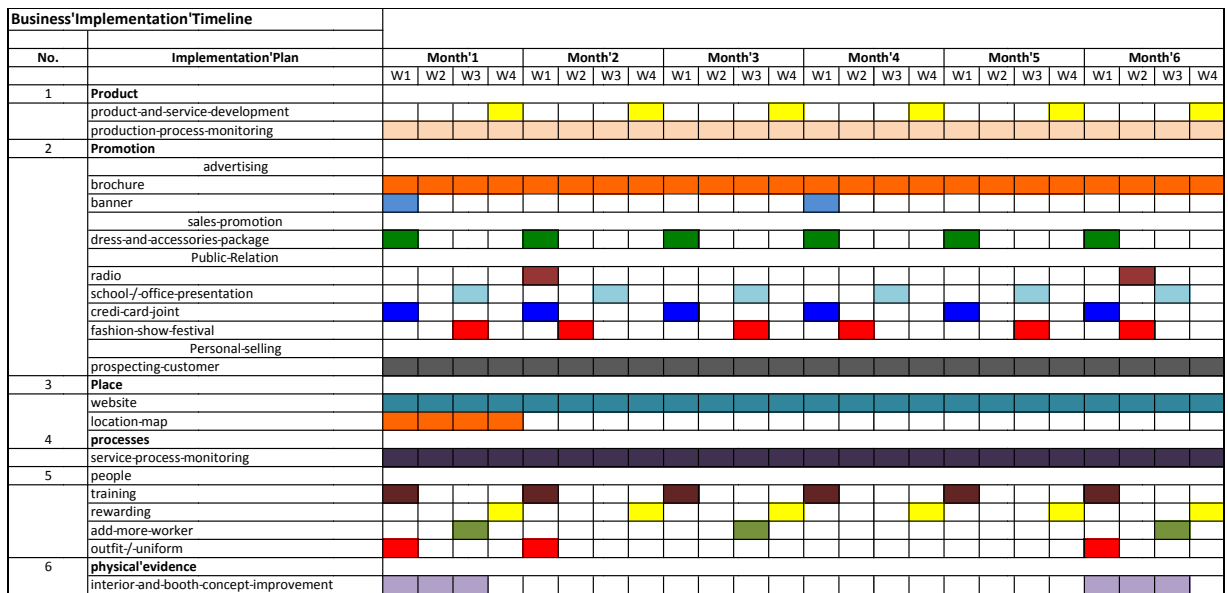 Business'Implementation'Timeline
No. Implementation'Plan Month'1 Month'2 Month'3 Month'4 Month'5 Month'6
W1 W2 W3 W4 W1 W2 W3 W4 W1 W2 W3 W4 W1 W2 W3 W4 W1 W2 W3 W4 W1 W2 W3 W4
1 Product
product-and-service-development
production-process-monitoring
2 Promotion
advertising
brochure
banner
sales-promotion
dress-and-accessories-package
Public-Relation
radio
school-/-office-presentation
credi-card-joint
fashion-show-festival
Personal-selling
prospecting-customer
3 Place
website
location-map
4 processes
service-process-monitoring
5 people
training
rewarding
add-more-worker
outfit-/-uniform
6 physical'evidence
interior-and-booth-concept-improvement